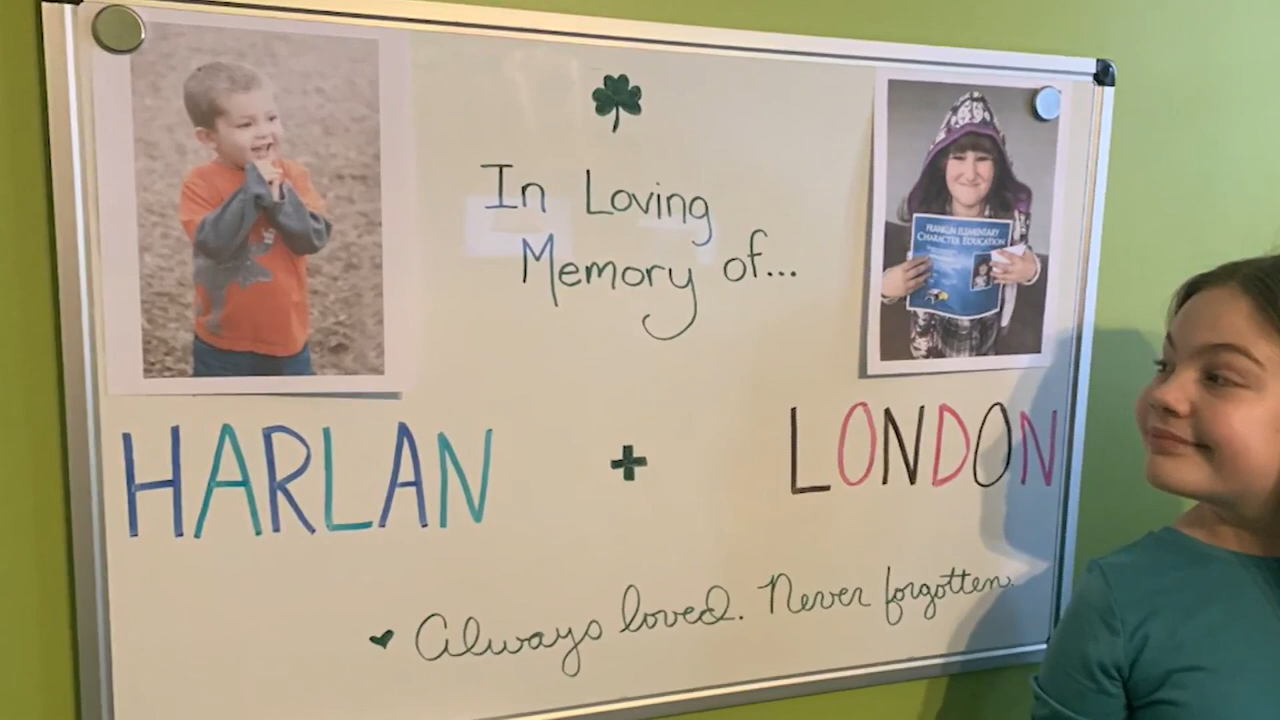 In Loving
Memory of...
FRANKLIN ELEMENTARY
CHARACTER EDUCATION
HARLAN + LONDON
Always loved. Never forgotten.